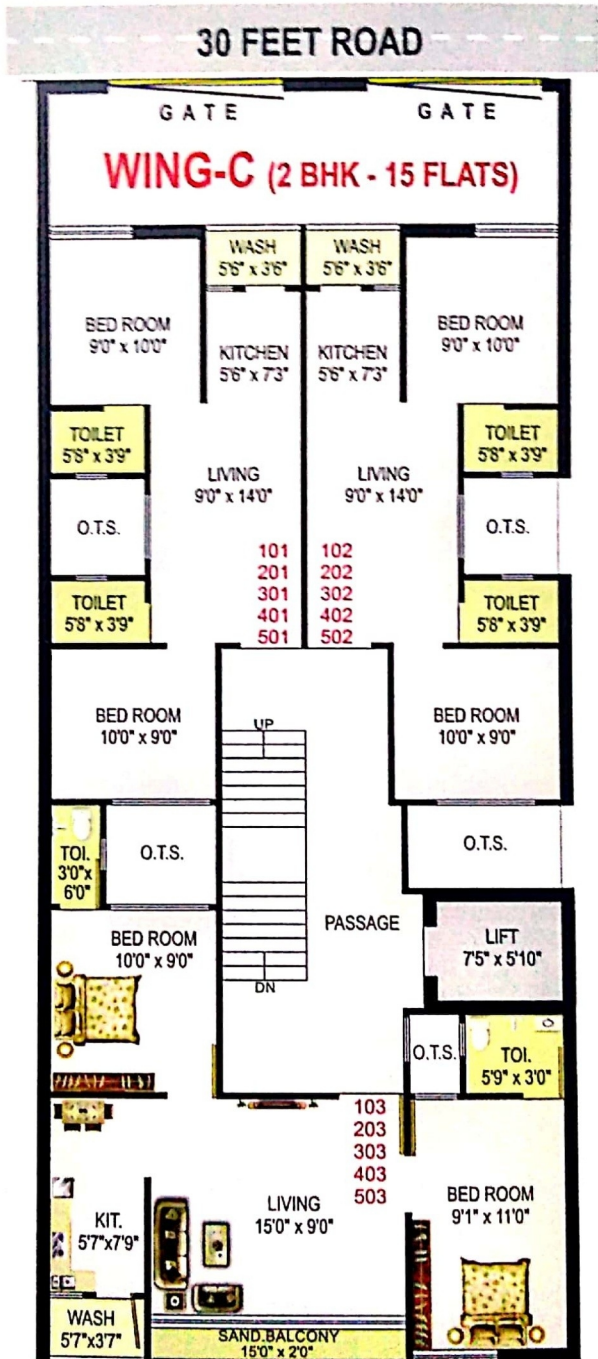 30 FEET ROAD
GATE GATE
WING-C (2 BHK - 15 FLATS)
WASH
5'6" x 3'6"
WASH
5'6" x 3'6"
BED ROOM
9'0" x 10'0"
KITCHEN
5'6" x 7'3"
KITCHEN
5'6" x 7'3"
BED ROOM
9'0" x 10'0"
TOILET
5'8" x 3'9"
LIVING
9'0" x 14'0"
LIVING
9'0" x 14'0"
TOILET
5'8" x 3'9"
O.T.S.
O.T.S.
101
201
301
401
501
102
202
302
402
502
TOILET
5'8" x 3'9"
TOILET
5'8" x 3'9"
BED ROOM
10'0" x 9'0"
UP
BED ROOM
10'0" x 9'0"
TOI.
3'0"x
6'0"
O.T.S.
O.T.S.
BED ROOM
10'0" x 9'0"
PASSAGE
LIFT
7'5" x 5'10"
DN
O.T.S.
TOI.
5'9" x 3'0"
103
203
303
403
503
KIT.
5'7"x7'9"
LIVING
15'0" x 9'0"
BED ROOM
9'1" x 11'0"
WASH
5'7"x3'7"
SAND.BALCONY
15'0" x 2'0"